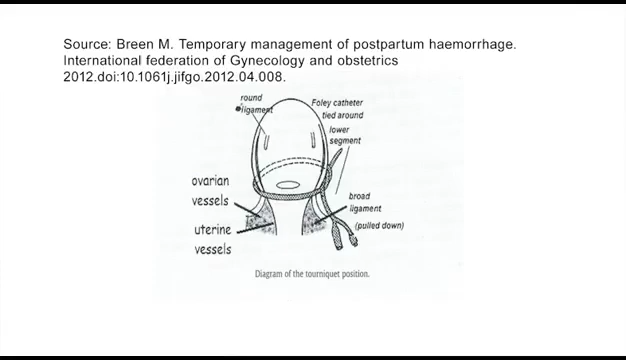 Source: Breen M. Temporary management of postpartum haemorrhage.
International federation of Gynecology and obstetrics
2012.doi:10.1061j.jifgo.2012.04.008.
round
ligament
Foley catheter
tied around
lower
segment
ovarian
vessels
uterine
vessels
broad
ligament
(pulled down)
Diagram of the tourniquet position.